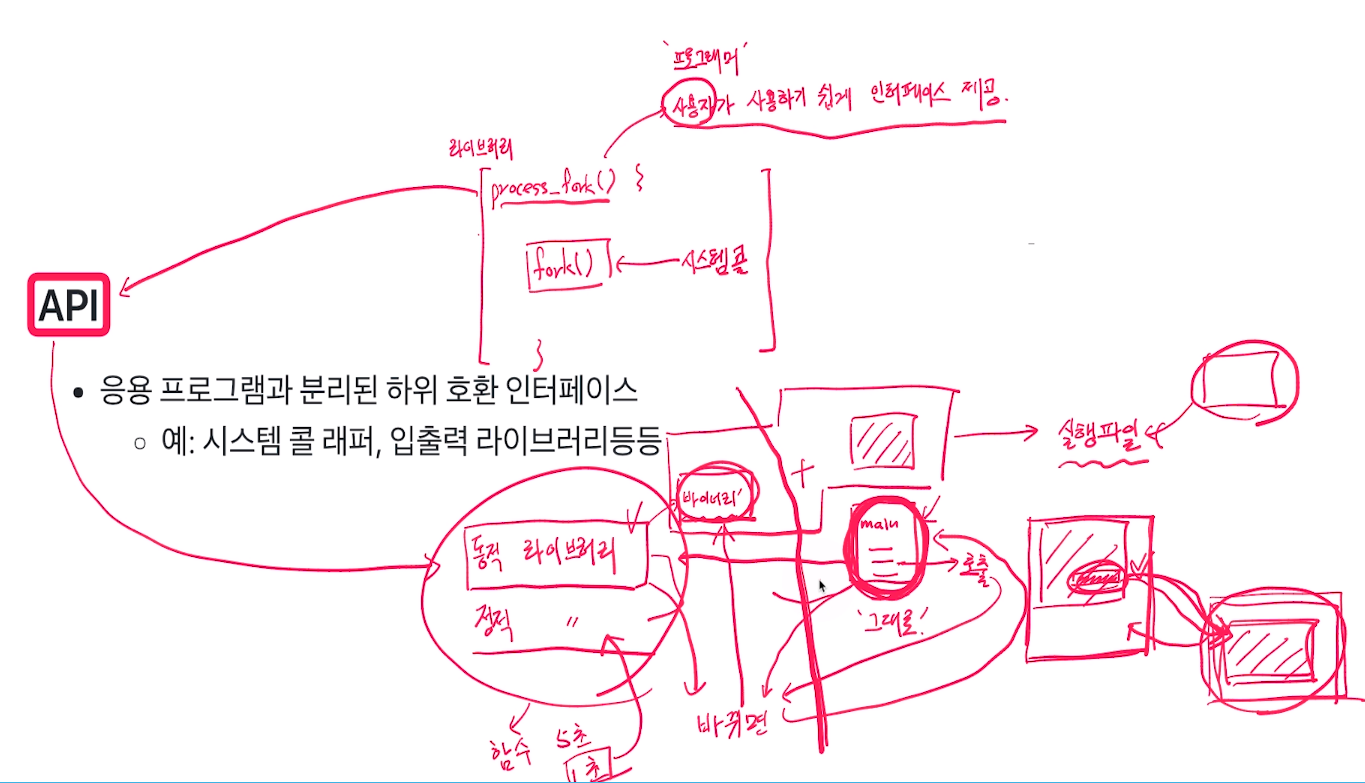 '프로그래머'
사용자가 사용하기 쉽게 인터페이스 제공.
라이브러리
process_fork() {
fork()
시스템 콜
}
API
• 응용 프로그램과 분리된 하위 호환 인터페이스
○ 예: 시스템 콜 래퍼, 입출력 라이브러리등등
실행파일
+
'바이너리'
main
동적 라이브러리
호출
정적 〃
'그대로!'
바뀌면
함수 5초
1초